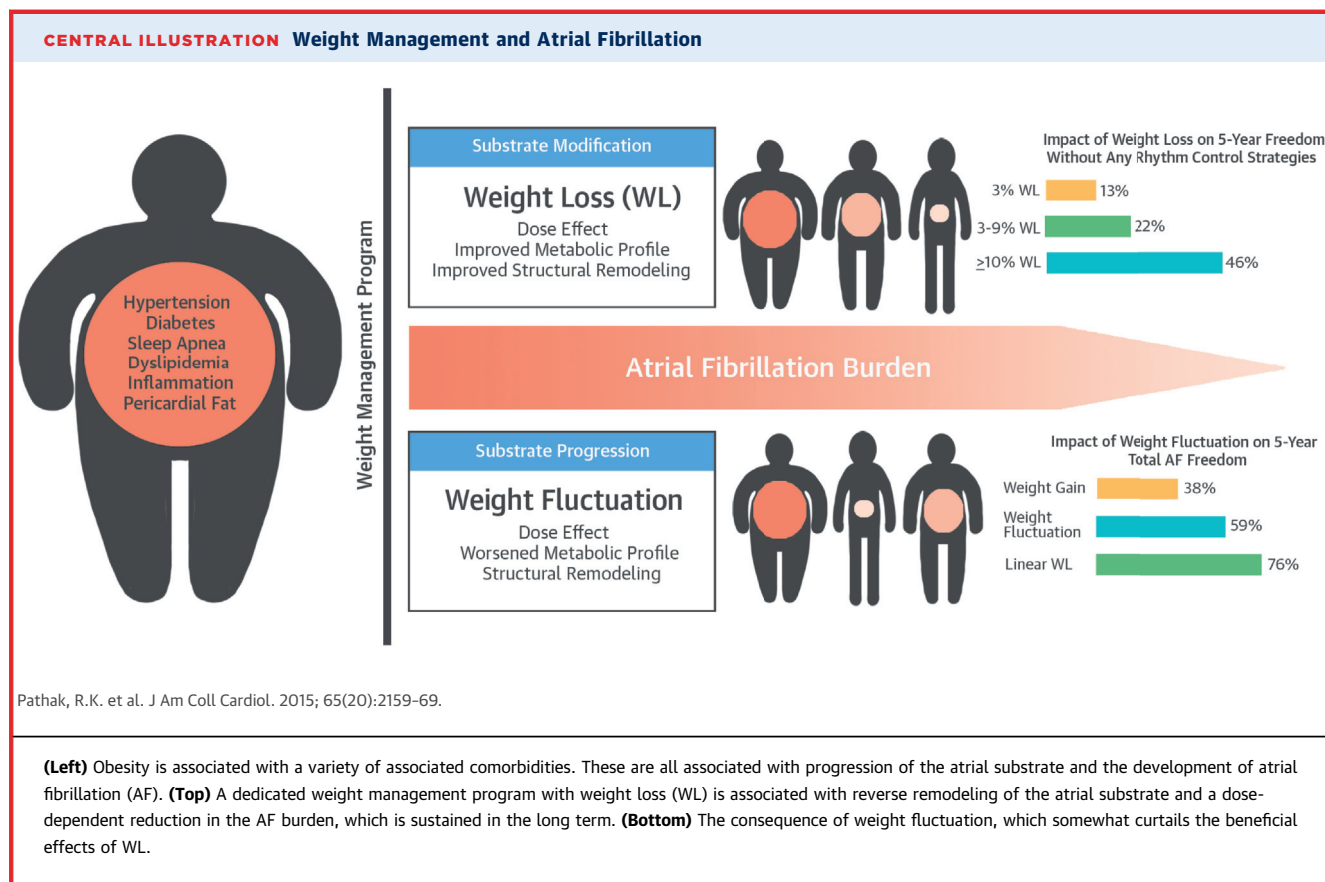 CENTRAL ILLUSTRATION Weight Management and Atrial Fibrillation
Hypertension
Diabetes
Sleep Apnea
Dyslipidemia
Inflammation
Pericardial Fat
Weight Management Program
Substrate Modification
Weight Loss (WL)
Dose Effect
Improved Metabolic Profile
Improved Structural Remodeling
Impact of Weight Loss on 5-Year Freedom
Without Any Rhythm Control Strategies
3% WL 13%
3-9% WL 22%
≥10% WL 46%
Atrial Fibrillation Burden
Substrate Progression
Weight Fluctuation
Dose Effect
Worsened Metabolic Profile
Structural Remodeling
Impact of Weight Fluctuation on 5-Year
Total AF Freedom
Weight Gain 38%
Weight
Fluctuation 59%
Linear WL 76%
Pathak, R.K. et al. J Am Coll Cardiol. 2015; 65(20):2159-69.
(Left) Obesity is associated with a variety of associated comorbidities. These are all associated with progression of the atrial substrate and the development of atrial
fibrillation (AF). (Top) A dedicated weight management program with weight loss (WL) is associated with reverse remodeling of the atrial substrate and a dose-
dependent reduction in the AF burden, which is sustained in the long term. (Bottom) The consequence of weight fluctuation, which somewhat curtails the beneficial
effects of WL.